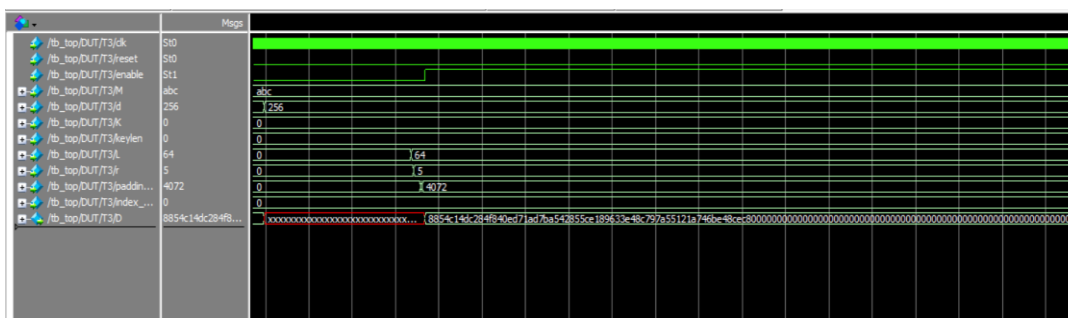 Msgs
/tb_top/DUT/T3/clk St0
/tb_top/DUT/T3/reset St0
/tb_top/DUT/T3/enable St1
/tb_top/DUT/T3/M abc abc
/tb_top/DUT/T3/d 256 256
/tb_top/DUT/T3/K 0 0
/tb_top/DUT/T3/keylen 0 0
/tb_top/DUT/T3/L 64 0 64
/tb_top/DUT/T3/r 5 0 5
/tb_top/DUT/T3/paddin... 4072 0 4072
/tb_top/DUT/T3/index_... 0 0
/tb_top/DUT/T3/D 8854c14dc284f8... xxxxxxxxxxxxxxxxxxxxxxxxxx... 8854c14dc284f840ed71ad7ba542855ce189633e48c797a55121a746be48cec8000000000000000000000000000000000000000000000000000000000000